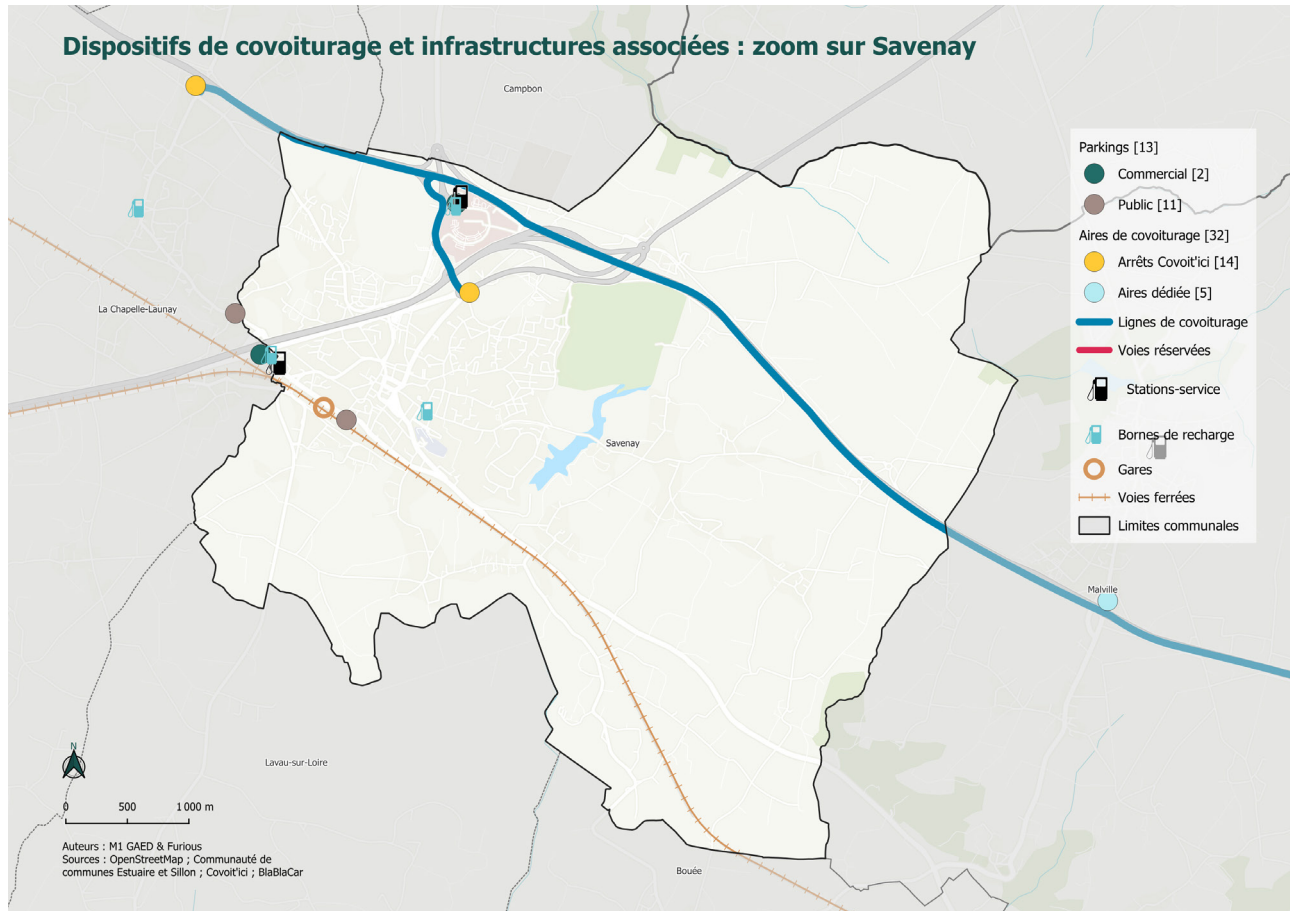 Dispositifs de covoiturage et infrastructures associées : zoom sur Savenay
Campbon
Parkings [13]
Commercial [2]
Public [11]
Aires de covoiturage [32]
Arrêts Covoit'ici [14]
Aires dédiée [5]
Lignes de covoiturage
Voies réservées
Stations-service
Bornes de recharge
Gares
Voies ferrées
Limites communales
La Chapelle-Launay
Savenay
Malville
Lavau-sur-Loire
Bouée
N
0 500 1 000 m
Auteurs : M1 GAED & Furious
Sources : OpenStreetMap ; Communauté de
communes Estuaire et Sillon ; Covoit'ici ; BlaBlaCar